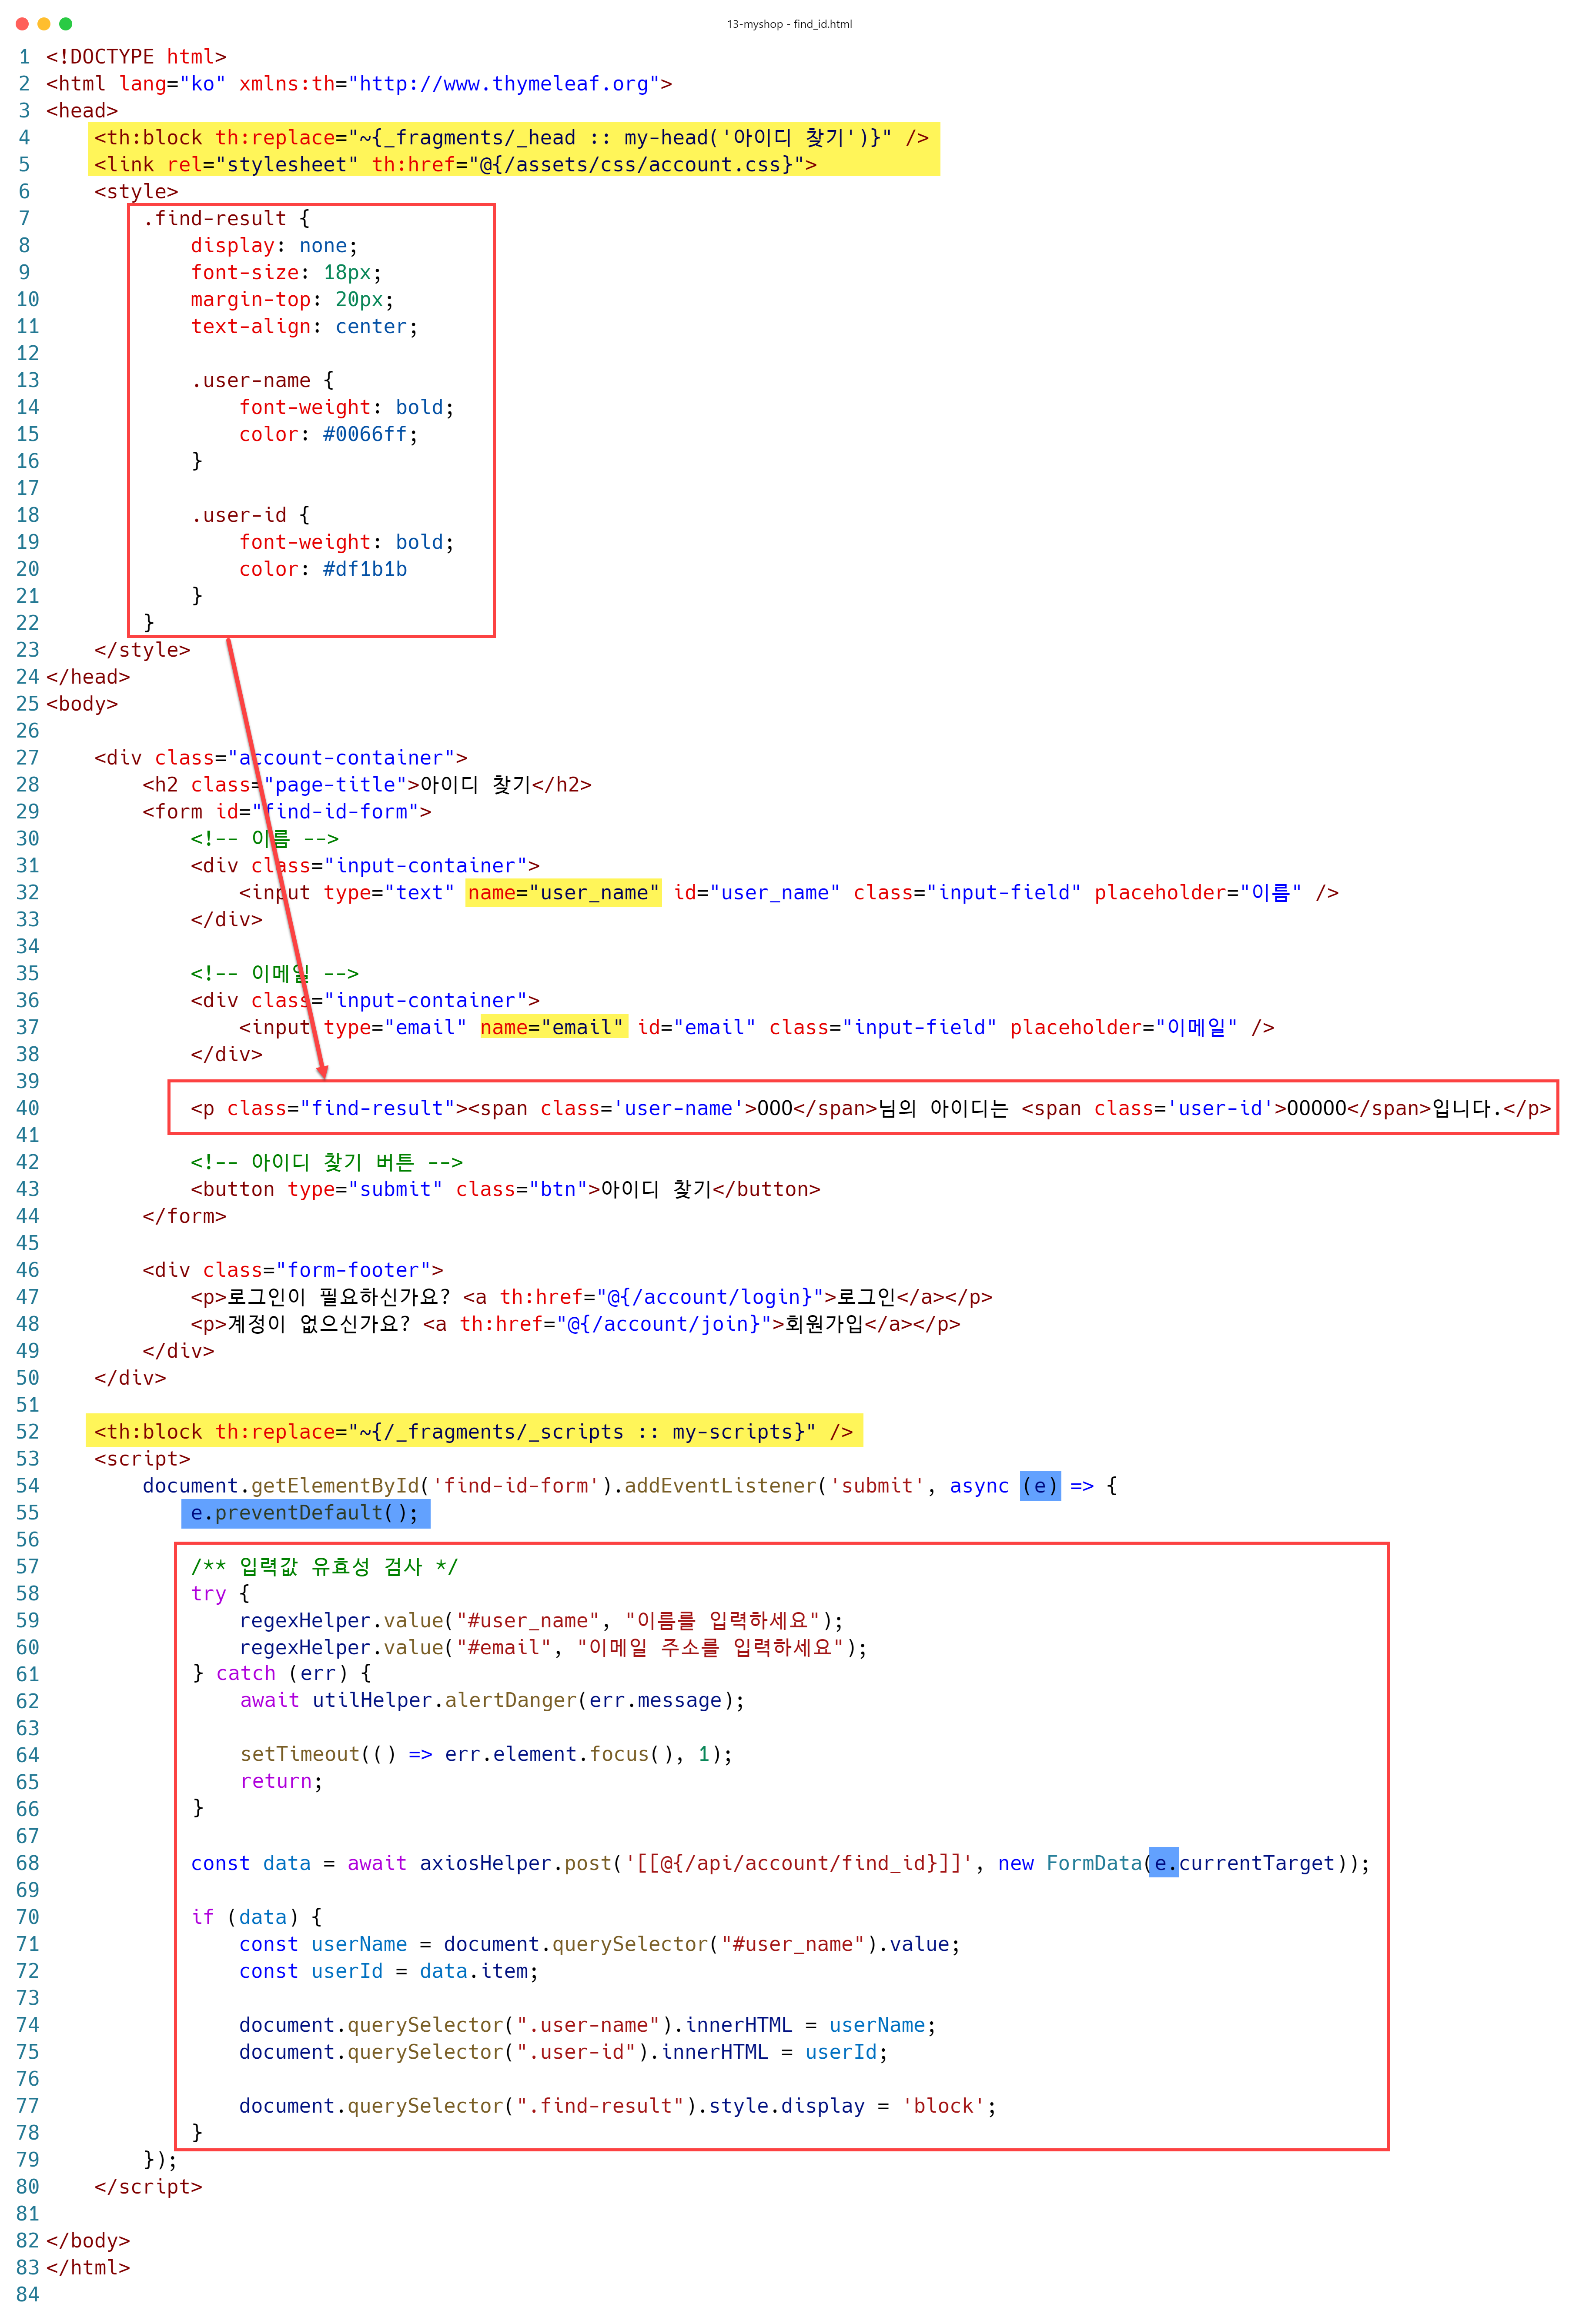 13-myshop - find_id.html
1 <!DOCTYPE html>
2 <html lang="ko" xmlns:th="http://www.thymeleaf.org">
3 <head>
4     <th:block th:replace="~{_fragments/_head :: my-head('아이디 찾기')}" />
5     <link rel="stylesheet" th:href="@{/assets/css/account.css}">
6     <style>
7         .find-result {
8             display: none;
9             font-size: 18px;
10             margin-top: 20px;
11             text-align: center;
12
13             .user-name {
14                 font-weight: bold;
15                 color: #0066ff;
16             }
17
18             .user-id {
19                 font-weight: bold;
20                 color: #df1b1b
21             }
22         }
23     </style>
24 </head>
25 <body>
26
27     <div class="account-container">
28         <h2 class="page-title">아이디 찾기</h2>
29         <form id="find-id-form">
30             <!-- 이름 -->
31             <div class="input-container">
32                 <input type="text" name="user_name" id="user_name" class="input-field" placeholder="이름" />
33             </div>
34
35             <!-- 이메일 -->
36             <div class="input-container">
37                 <input type="email" name="email" id="email" class="input-field" placeholder="이메일" />
38             </div>
39
40             <p class="find-result"><span class='user-name'>OOO</span>님의 아이디는 <span class='user-id'>OOOOO</span>입니다.</p>
41
42             <!-- 아이디 찾기 버튼 -->
43             <button type="submit" class="btn">아이디 찾기</button>
44         </form>
45
46         <div class="form-footer">
47             <p>로그인이 필요하신가요? <a th:href="@{/account/login}">로그인</a></p>
48             <p>계정이 없으신가요? <a th:href="@{/account/join}">회원가입</a></p>
49         </div>
50     </div>
51
52     <th:block th:replace="~{/_fragments/_scripts :: my-scripts}" />
53     <script>
54         document.getElementById('find-id-form').addEventListener('submit', async (e) => {
55             e.preventDefault();
56
57             /** 입력값 유효성 검사 */
58             try {
59                 regexHelper.value("#user_name", "이름를 입력하세요");
60                 regexHelper.value("#email", "이메일 주소를 입력하세요");
61             } catch (err) {
62                 await utilHelper.alertDanger(err.message);
63
64                 setTimeout(() => err.element.focus(), 1);
65                 return;
66             }
67
68             const data = await axiosHelper.post('[[@{/api/account/find_id}]]', new FormData(e.currentTarget));
69
70             if (data) {
71                 const userName = document.querySelector("#user_name").value;
72                 const userId = data.item;
73
74                 document.querySelector(".user-name").innerHTML = userName;
75                 document.querySelector(".user-id").innerHTML = userId;
76
77                 document.querySelector(".find-result").style.display = 'block';
78             }
79         });
80     </script>
81
82 </body>
83 </html>
84